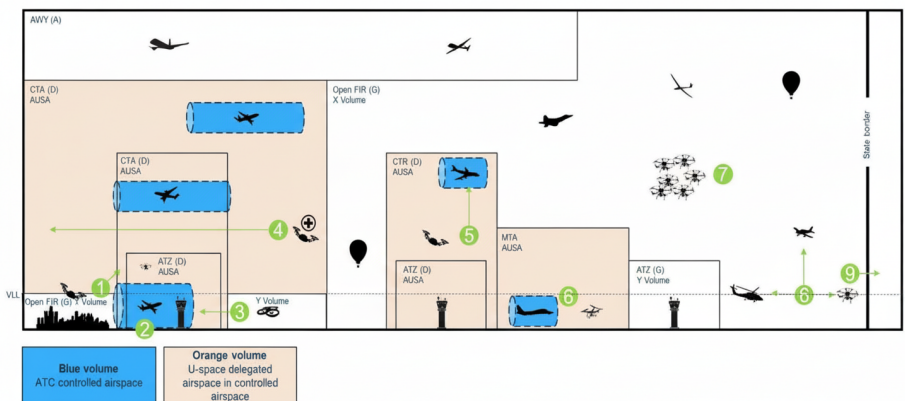 AWY (A)
CTA (D)
AUSA
Open FIR (G)
X Volume
CTA (D)
AUSA
CTR (D)
AUSA
State border
7
4
5
MTA
AUSA
ATZ (D)
AUSA
ATZ (D)
AUSA
ATZ (G)
Y Volume
9
1
6
6
VLL
Open FIR (G) Y Volume
Y Volume
3
2
Blue volume
ATC controlled airspace
Orange volume
U-space delegated
airspace in controlled
airspace